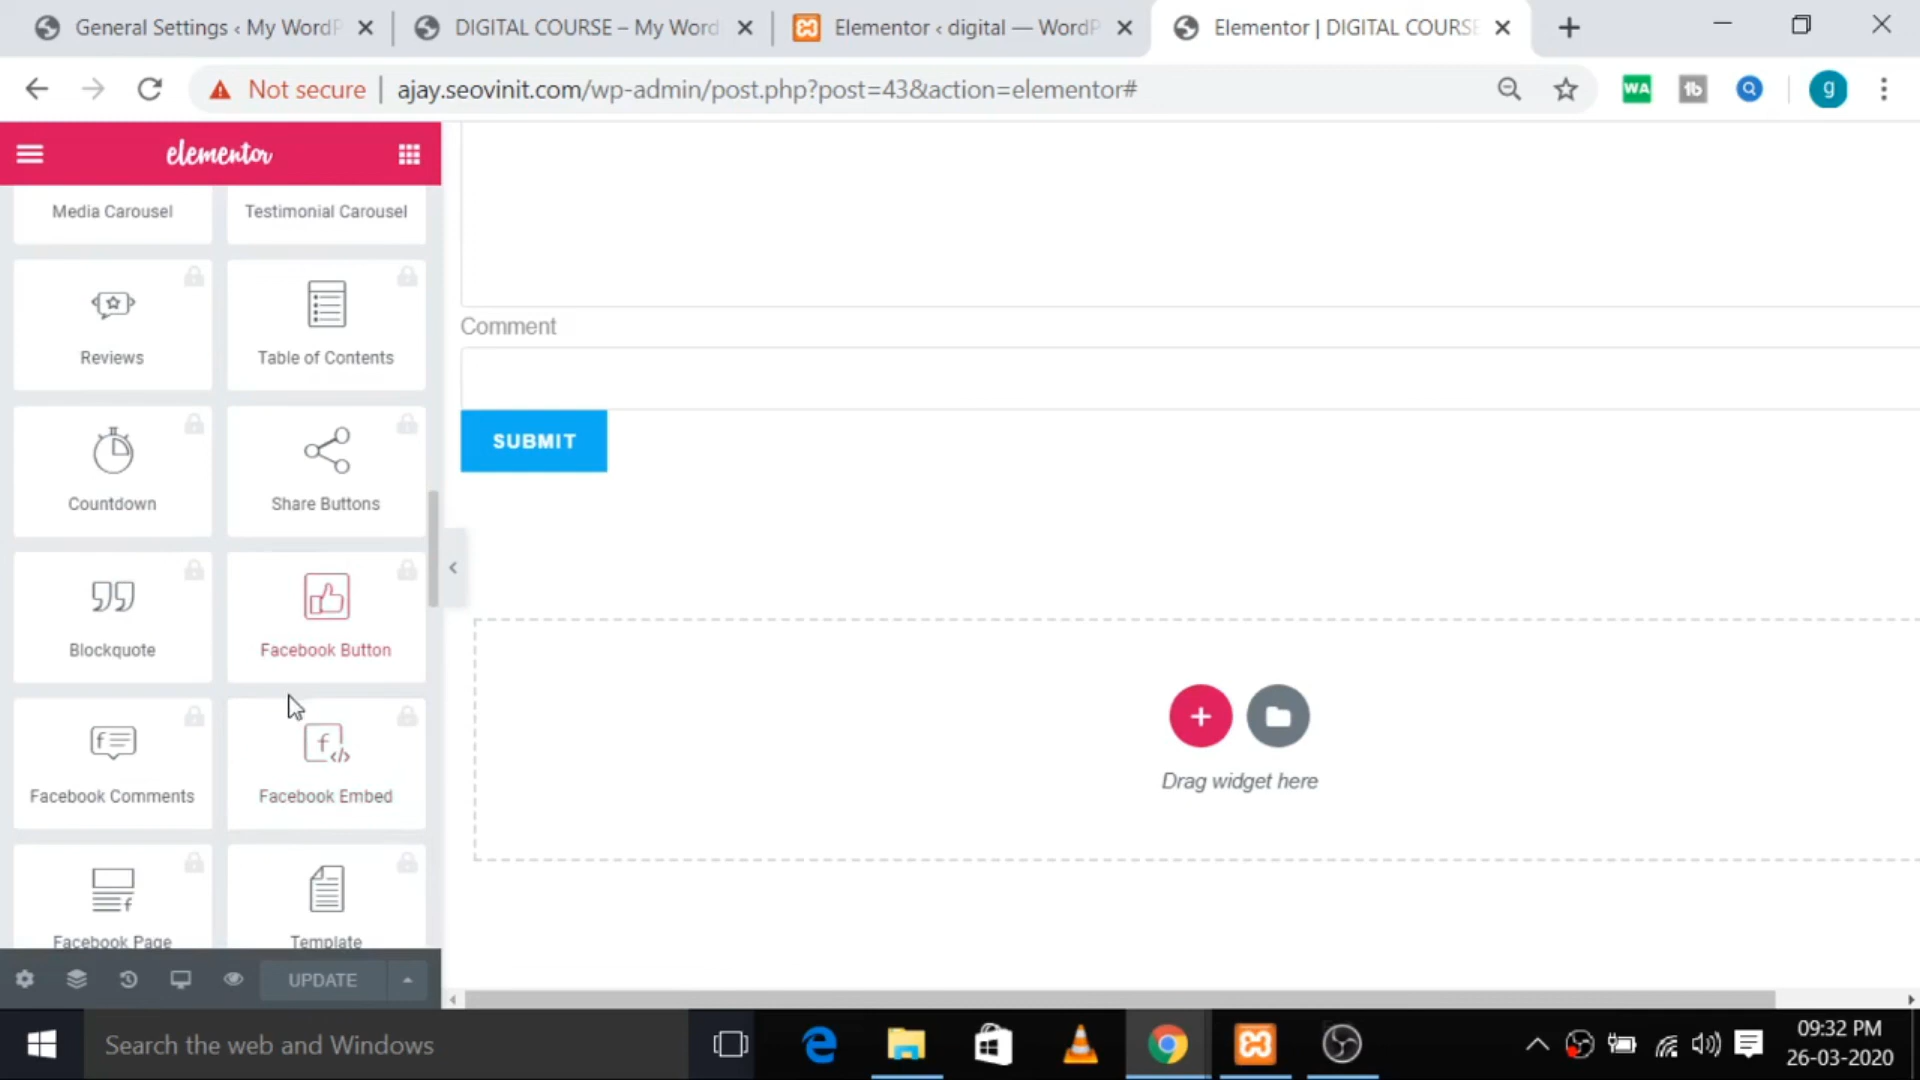 General Settings ‹ My WordP
DIGITAL COURSE – My Word
Elementor ‹ digital — WordP
Elementor | DIGITAL COURSE
Not secure
ajay.seovinit.com/wp-admin/post.php?post=43&action=elementor#
WA
g
elementor
Media Carousel
Testimonial Carousel
Reviews
Table of Contents
Countdown
Share Buttons
Blockquote
Facebook Button
Facebook Comments
Facebook Embed
Facebook Page
Template
UPDATE
Comment
SUBMIT
Drag widget here
Search the web and Windows
09:32 PM
26-03-2020